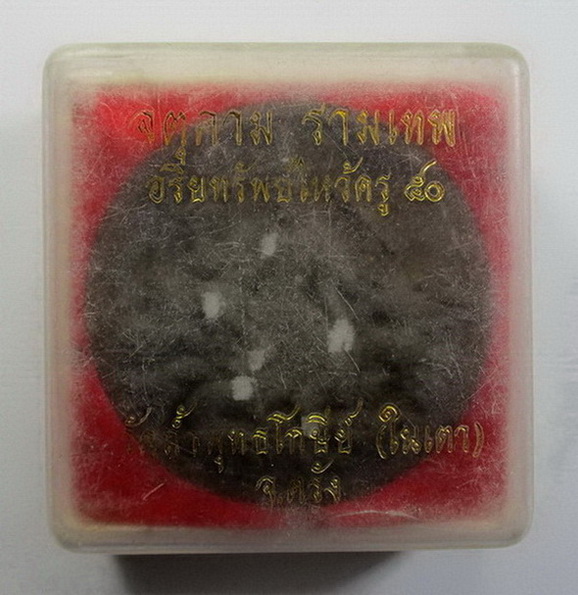 จตุคาม รามเทพ
อริยทรัพย์ไหว้ครู ๕๐
วัดถ้ำพุทธโกษีย์ (ในเตา)
จ.ตรัง